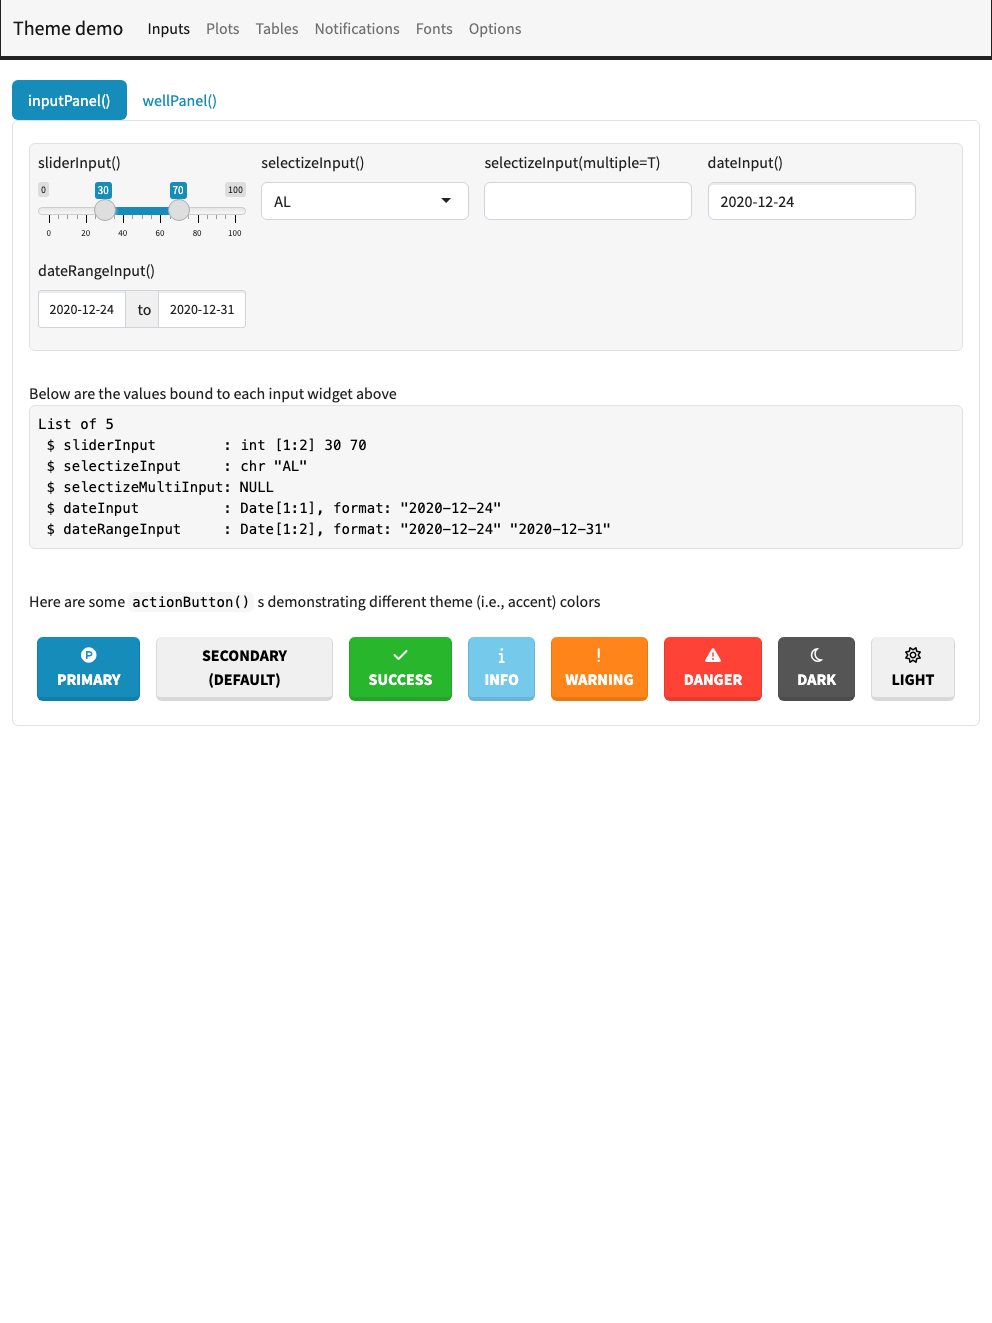 Theme demo Inputs Plots Tables Notifications Fonts Options
inputPanel() wellPanel()
sliderInput() selectizeInput() selectizeInput(multiple=T) dateInput()
0 30 70 100
AL 2020-12-24
0 20 40 60 80 100
dateRangeInput()
2020-12-24 to 2020-12-31
Below are the values bound to each input widget above
List of 5
 $ sliderInput        : int [1:2] 30 70
 $ selectizeInput     : chr "AL"
 $ selectizeMultiInput: NULL
 $ dateInput          : Date[1:1], format: "2020-12-24"
 $ dateRangeInput     : Date[1:2], format: "2020-12-24" "2020-12-31"
Here are some actionButton() s demonstrating different theme (i.e., accent) colors
PRIMARY
SECONDARY
(DEFAULT)
SUCCESS
INFO
WARNING
DANGER
DARK
LIGHT